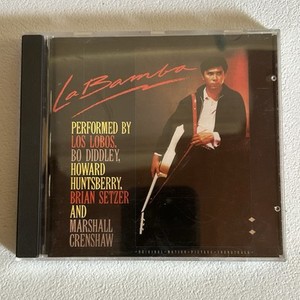 La Bamba
PERFORMED BY
LOS LOBOS,
BO DIDDLEY,
HOWARD
HUNTSBERRY,
BRIAN SETZER
AND
MARSHALL
CRENSHAW
ORIGINAL MOTION PICTURE SOUNDTRACK